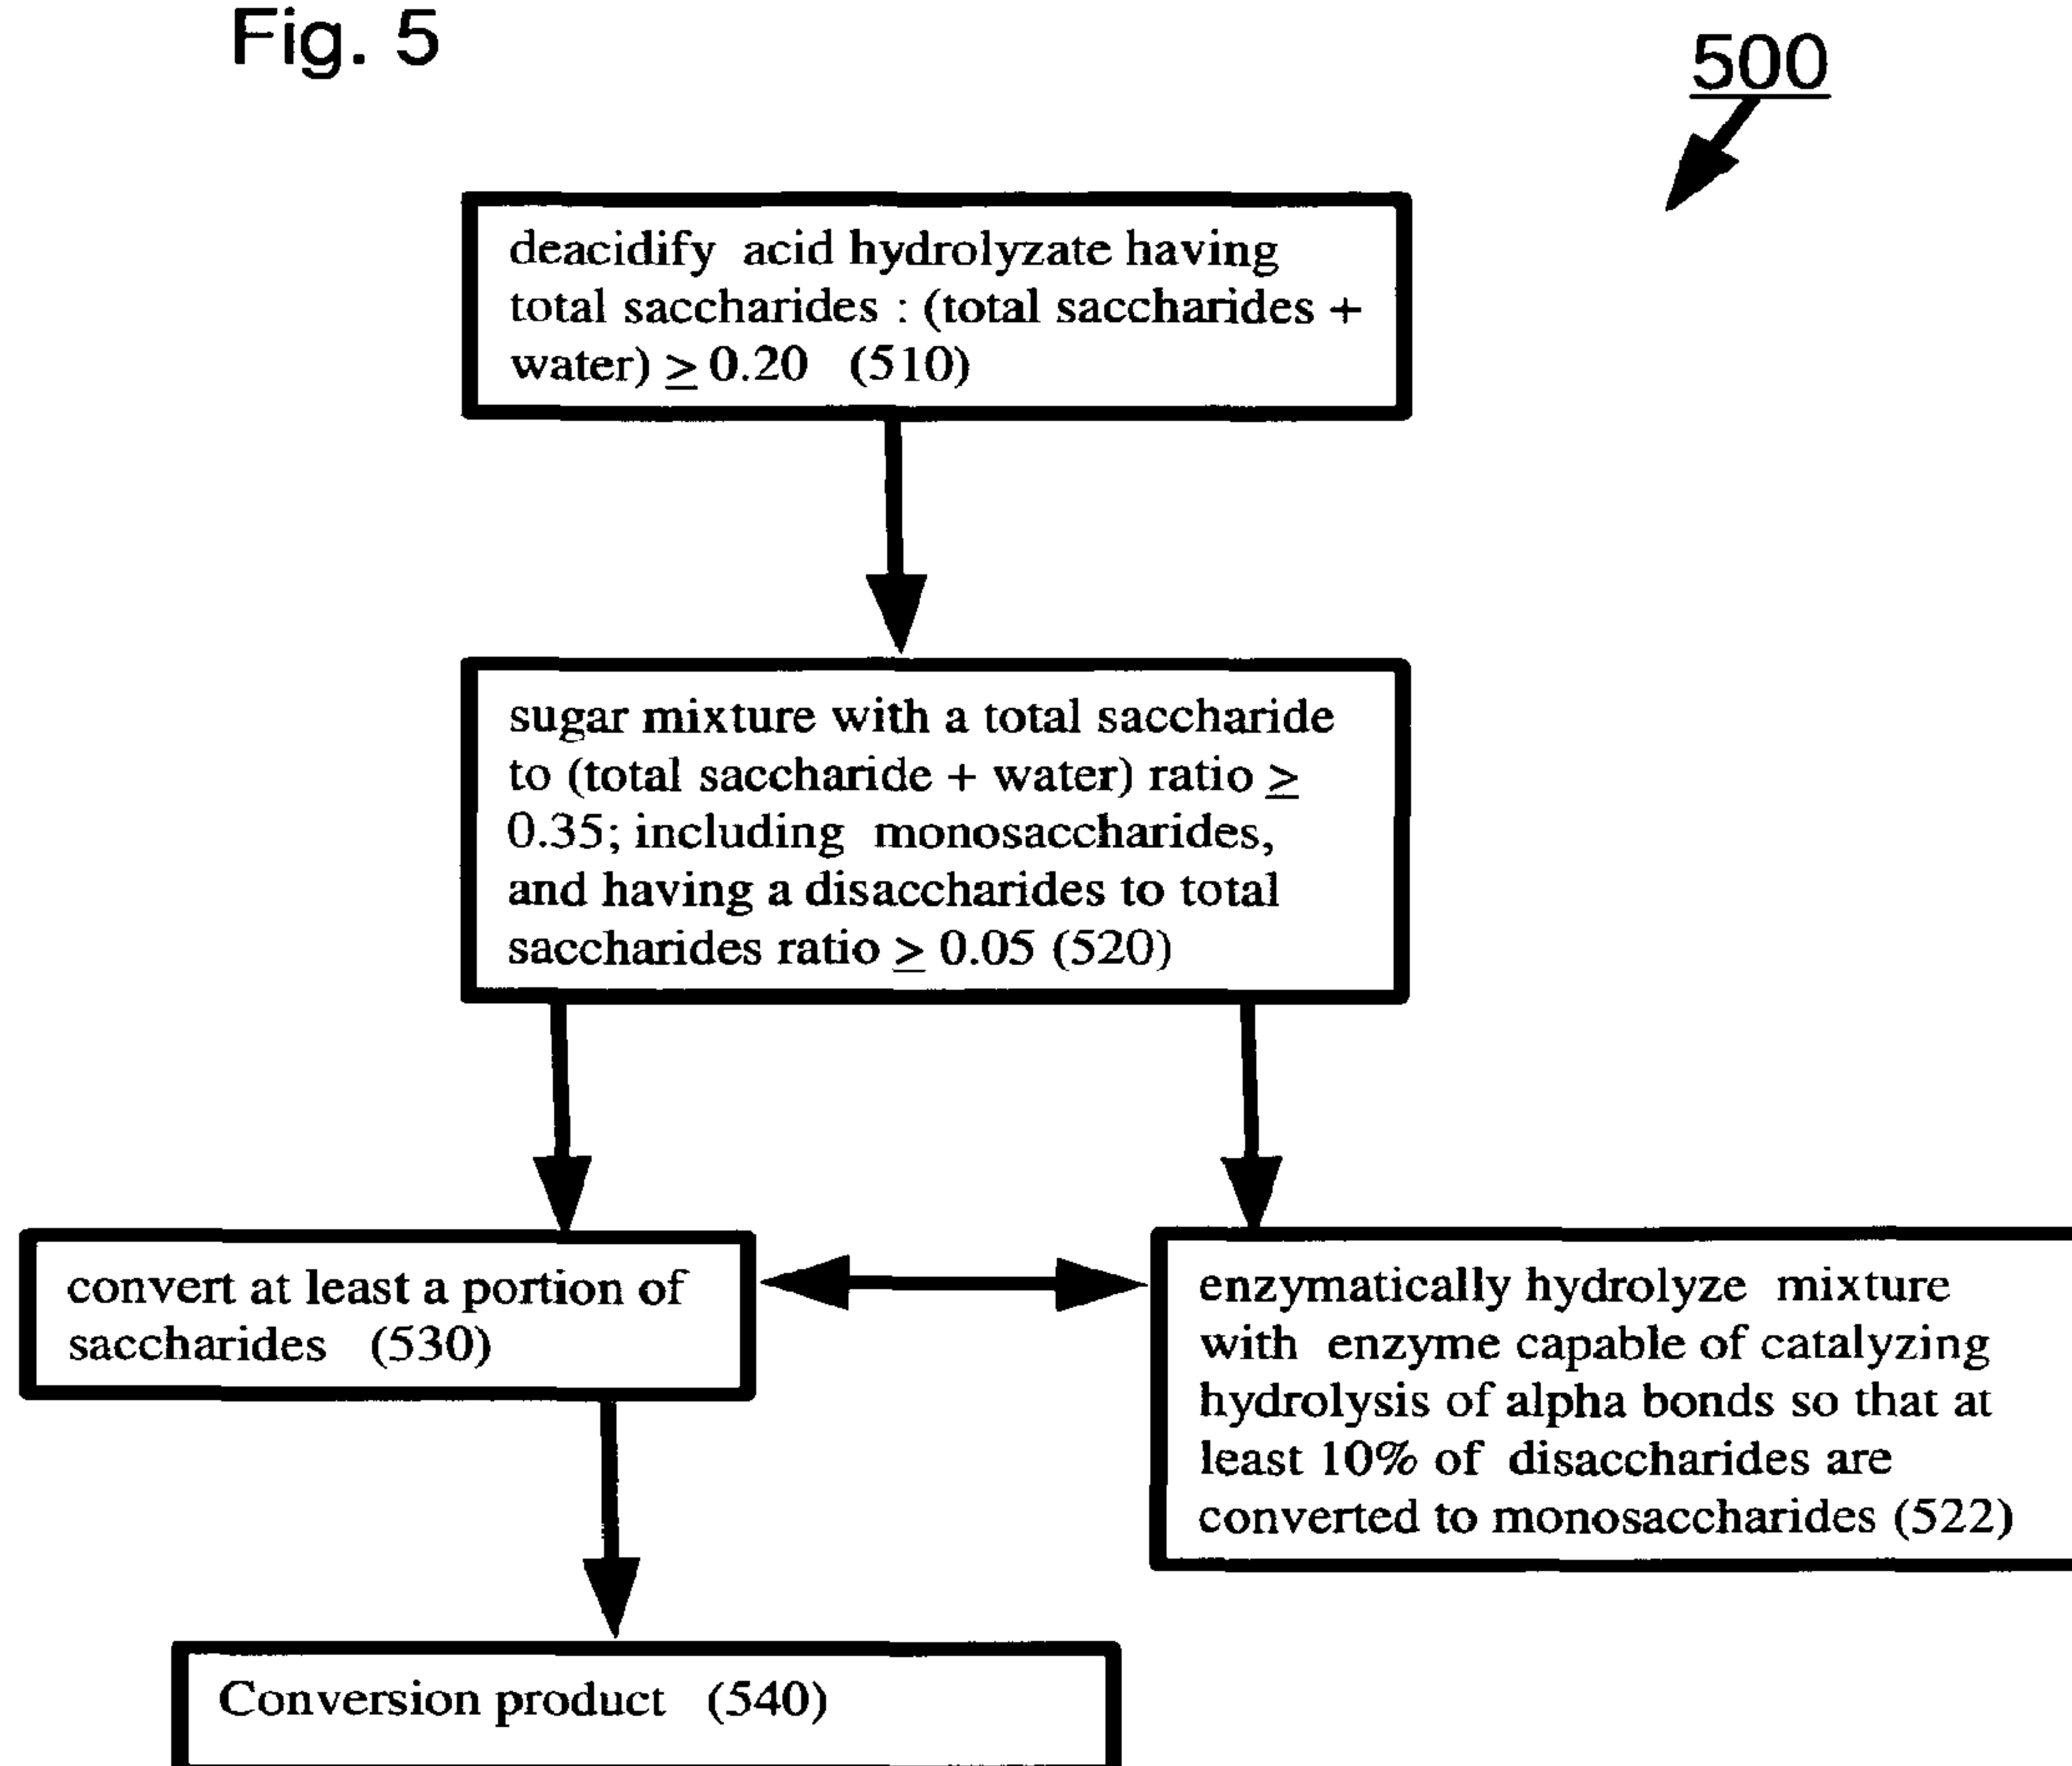 Fig. 5
500
deacidify acid hydrolyzate having
total saccharides : (total saccharides +
water) ≥ 0.20 (510)
sugar mixture with a total saccharide
to (total saccharide + water) ratio ≥
0.35; including monosaccharides,
and having a disaccharides to total
saccharides ratio ≥ 0.05 (520)
convert at least a portion of
saccharides (530)
enzymatically hydrolyze mixture
with enzyme capable of catalyzing
hydrolysis of alpha bonds so that at
least 10% of disaccharides are
converted to monosaccharides (522)
Conversion product (540)